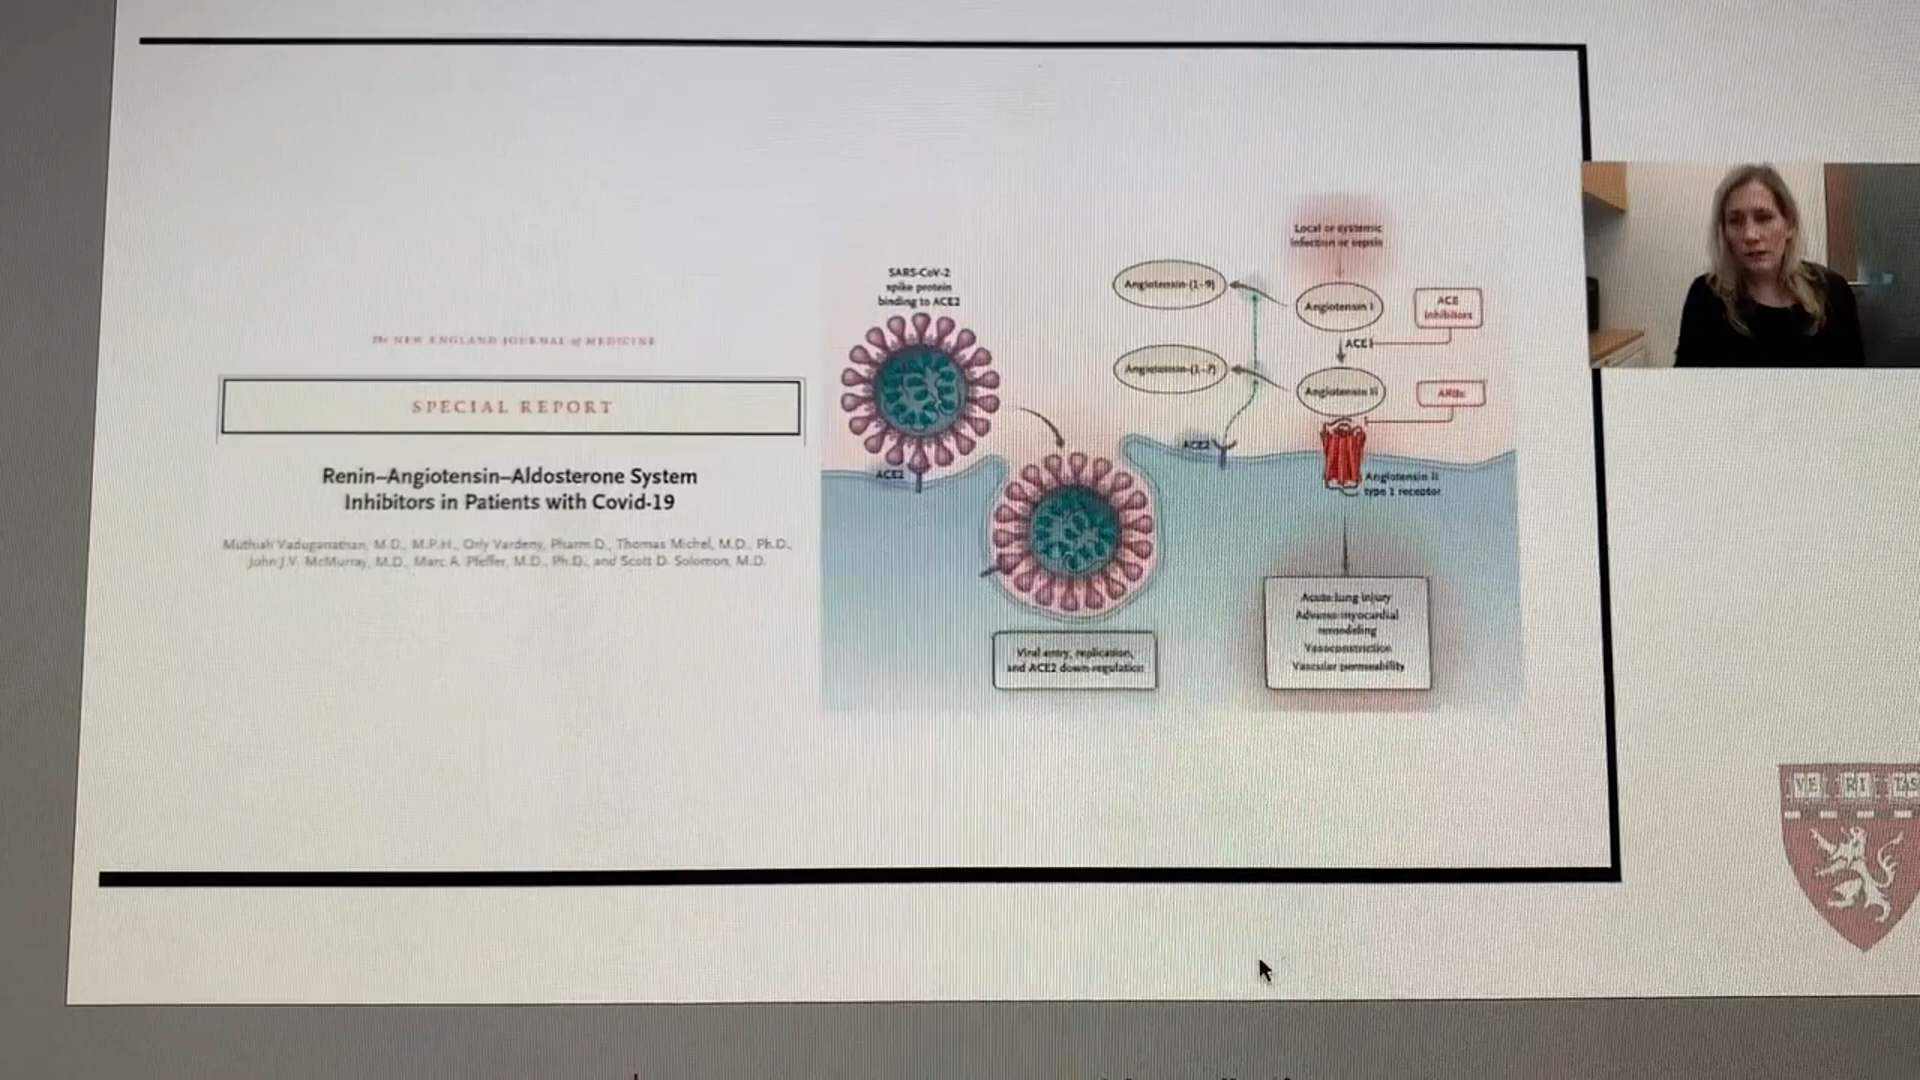 The NEW ENGLAND JOURNAL of MEDICINE
SPECIAL REPORT
Renin–Angiotensin–Aldosterone System
Inhibitors in Patients with Covid-19
Muthiah Vaduganathan, M.D., M.P.H., Orly Vardeny, Pharm.D., Thomas Michel, M.D., Ph.D.,
John J.V. McMurray, M.D., Marc A. Pfeffer, M.D., Ph.D., and Scott D. Solomon, M.D.
SARS-CoV-2
spike protein
binding to ACE2
ACE2
Viral entry, replication,
and ACE2 down-regulation
Local or systemic
infection or sepsis
Angiotensin-(1-9)
Angiotensin I
ACE
inhibitors
ACE
Angiotensin-(1-7)
Angiotensin II
ARBs
ACE2
Angiotensin II
type 1 receptor
Acute lung injury
Adverse myocardial
remodeling
Vasoconstriction
Vascular permeability
VE RI TAS